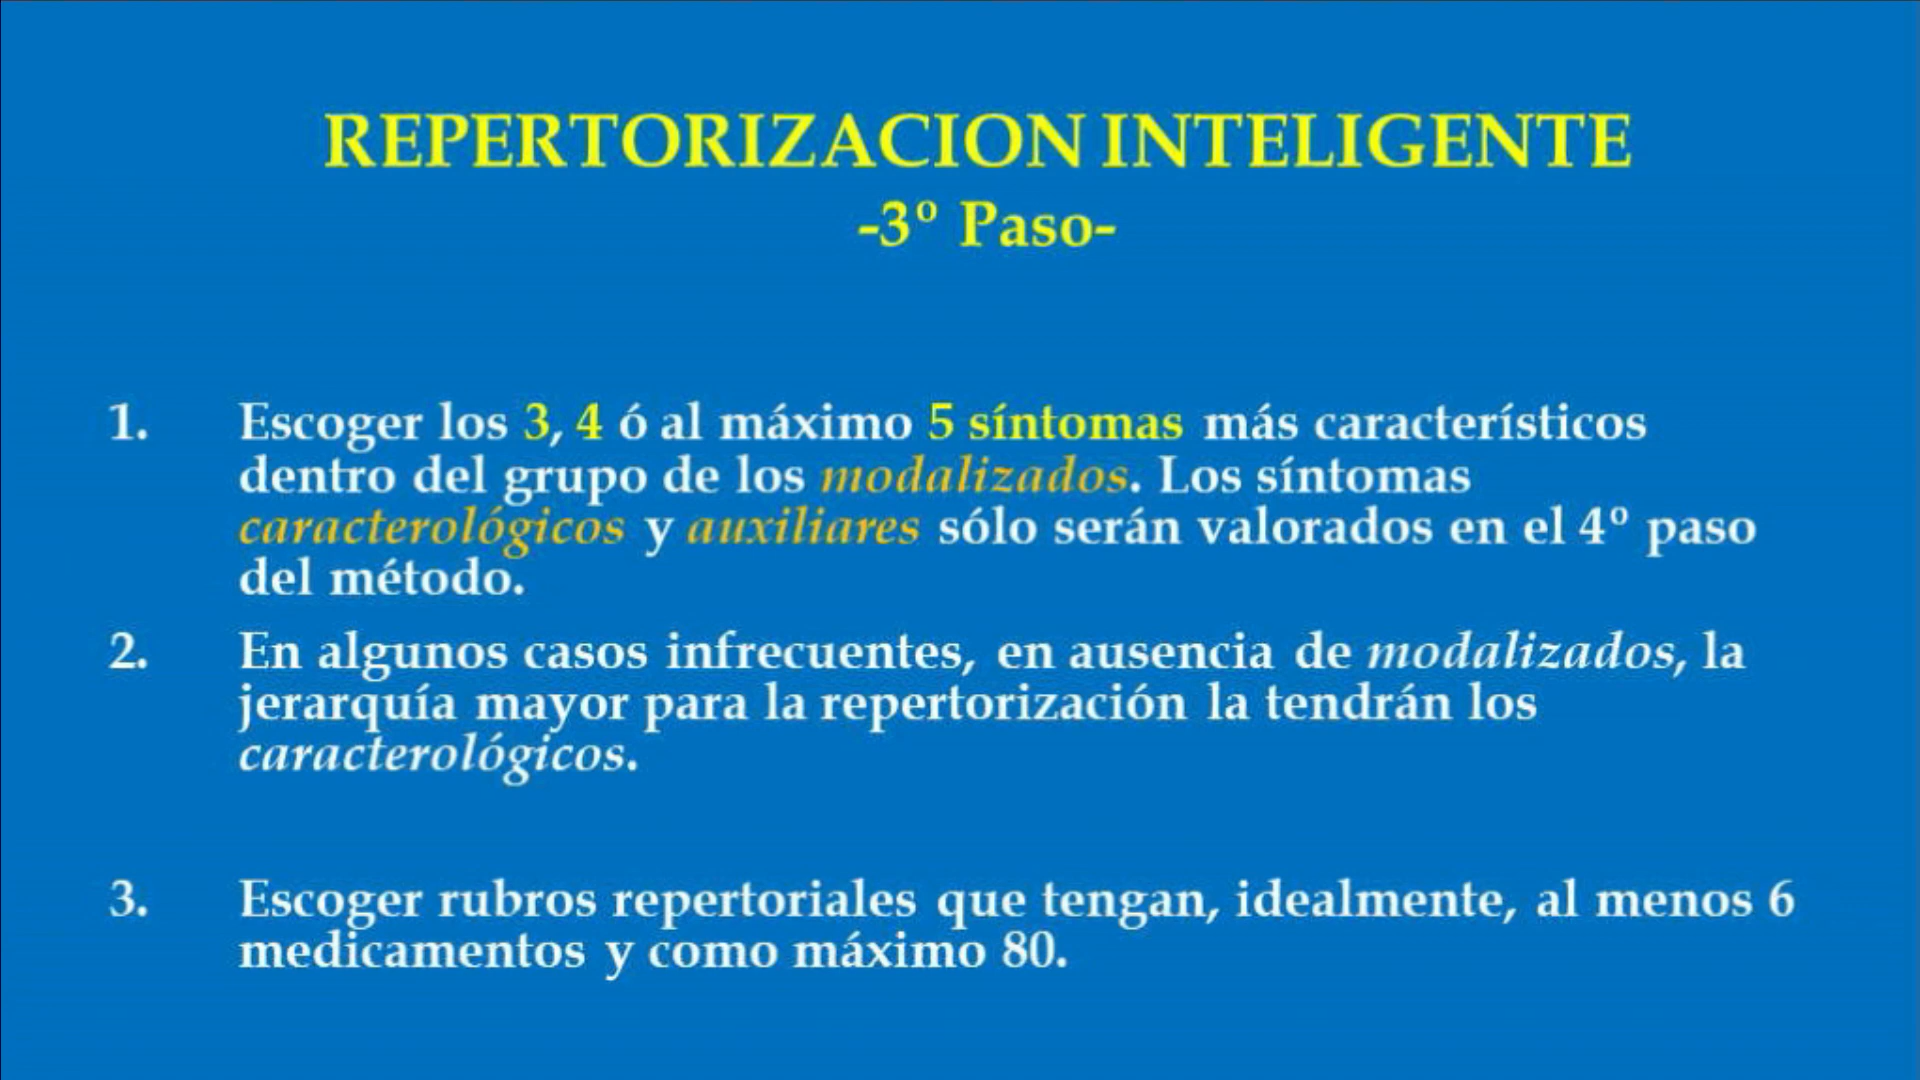 REPERTORIZACION INTELIGENTE
-3º Paso-
1. Escoger los 3, 4 ó al máximo 5 síntomas más característicos
dentro del grupo de los modalizados. Los síntomas
caracterológicos y auxiliares sólo serán valorados en el 4º paso
del método.
2. En algunos casos infrecuentes, en ausencia de modalizados, la
jerarquía mayor para la repertorización la tendrán los
caracterológicos.
3. Escoger rubros repertoriales que tengan, idealmente, al menos 6
medicamentos y como máximo 80.